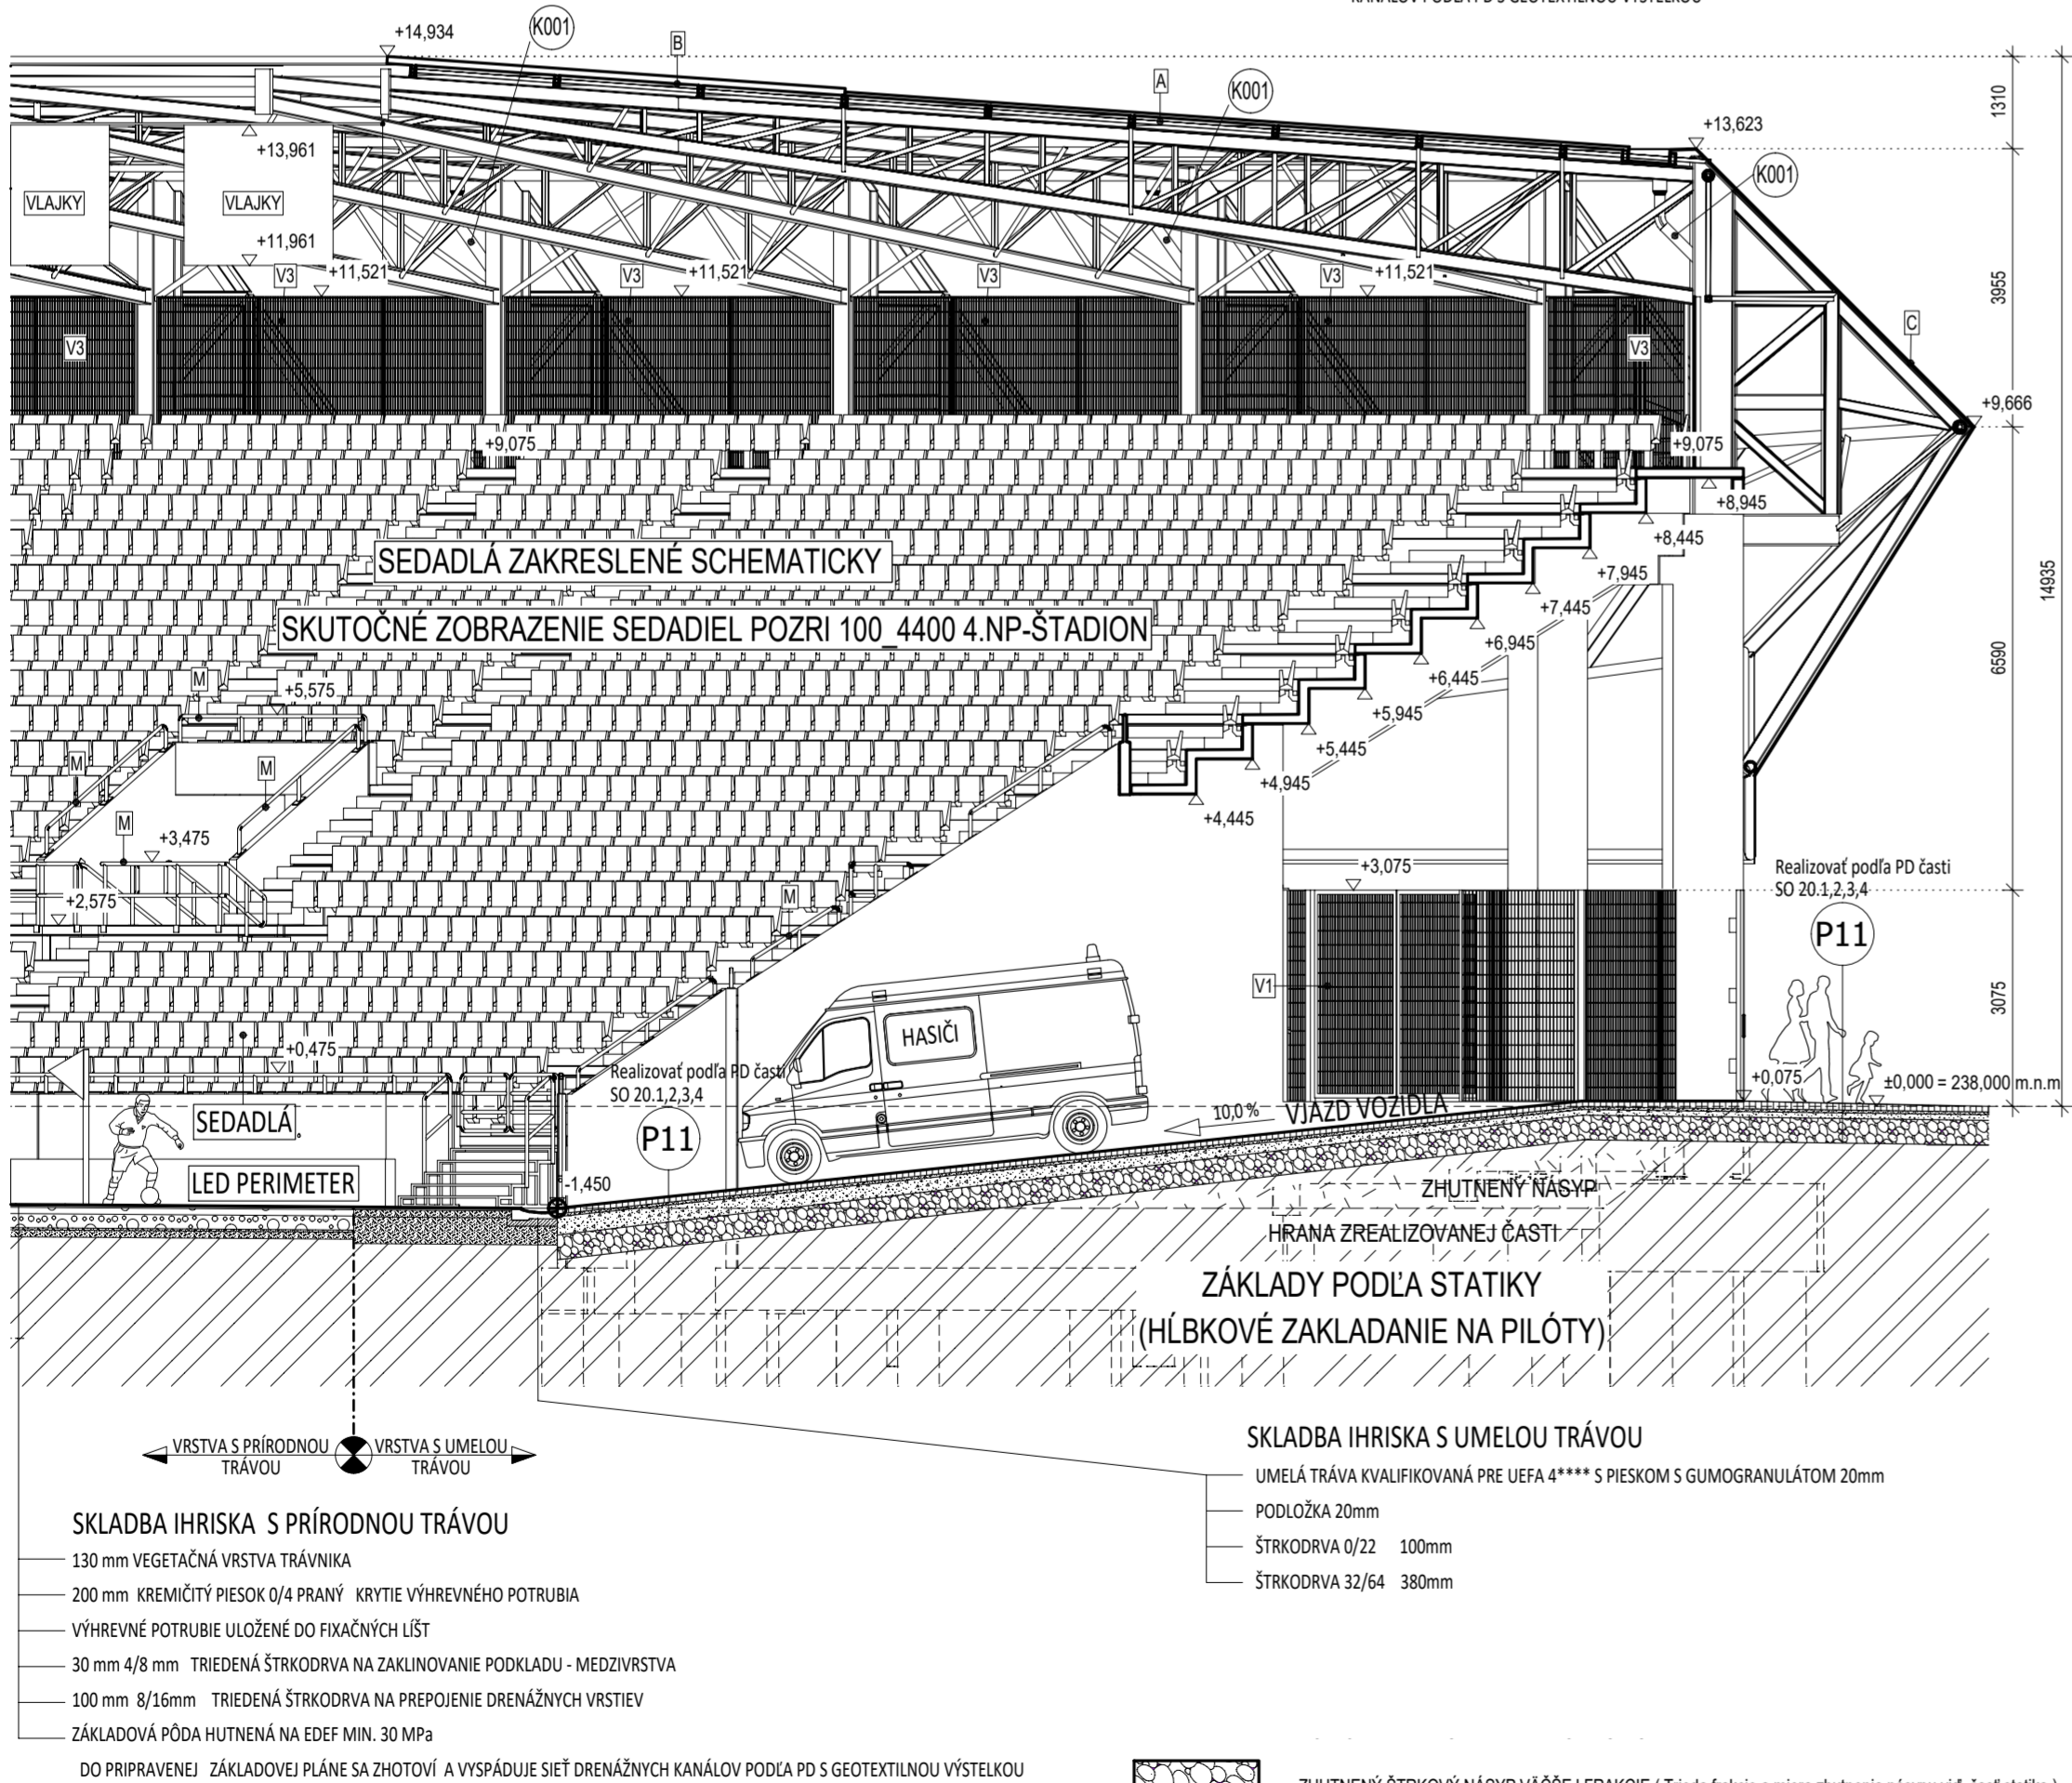 +14,934
K001
B
A
K001
+13,623
K001
1310
+13,961
VLAJKY
VLAJKY
+11,961
V3
+11,521
V3
+11,521
V3
V3
+11,521
3955
C
V3
V3
+9,666
+9,075
+9,075
+8,945
+8,445
SEDADLÁ ZAKRESLENÉ SCHEMATICKY
+7,945
14935
+7,445
SKUTOČNÉ ZOBRAZENIE SEDADIEL POZRI 100_4400 4.NP-ŠTADION
+6,945
6590
M
+5,575
+6,445
+5,945
+5,445
M
M
+4,945
+4,445
M
+3,475
+3,075
Realizovať podľa PD časti
SO 20.1,2,3,4
+2,575
M
P11
V1
3075
HASIČI
+0,475
Realizovať podľa PD časti
SO 20.1,2,3,4
+0,075
±0,000 = 238,000 m.n.m
SEDADLÁ
P11
10,0 %
VJAZD VOZIDLA
LED PERIMETER
-1,450
ZHUTNENÝ NÁSYP
HRANA ZREALIZOVANEJ ČASTI
ZÁKLADY PODĽA STATIKY
(HĹBKOVÉ ZAKLADANIE NA PILÓTY)
VRSTVA S PRÍRODNOU
TRÁVOU
VRSTVA S UMELOU
TRÁVOU
SKLADBA IHRISKA S UMELOU TRÁVOU
UMELÁ TRÁVA KVALIFIKOVANÁ PRE UEFA 4**** S PIESKOM S GUMOGRANULÁTOM 20mm
PODLOŽKA 20mm
ŠTRKODRVA 0/22 100mm
ŠTRKODRVA 32/64 380mm
SKLADBA IHRISKA S PRÍRODNOU TRÁVOU
130 mm VEGETAČNÁ VRSTVA TRÁVNIKA
200 mm KREMIČITÝ PIESOK 0/4 PRANÝ KRYTIE VÝHREVNÉHO POTRUBIA
VÝHREVNÉ POTRUBIE ULOŽENÉ DO FIXAČNÝCH LÍŠT
30 mm 4/8 mm TRIEDENÁ ŠTRKODRVA NA ZAKLINOVANIE PODKLADU - MEDZIVRSTVA
100 mm 8/16mm TRIEDENÁ ŠTRKODRVA NA PREPOJENIE DRENÁŽNYCH VRSTIEV
ZÁKLADOVÁ PÔDA HUTNENÁ NA EDEF MIN. 30 MPa
DO PRIPRAVENEJ ZÁKLADOVEJ PLÁNE SA ZHOTOVÍ A VYSPÁDUJE SIEŤ DRENÁŽNYCH KANÁLOV PODĽA PD S GEOTEXTILNOU VÝSTELKOU